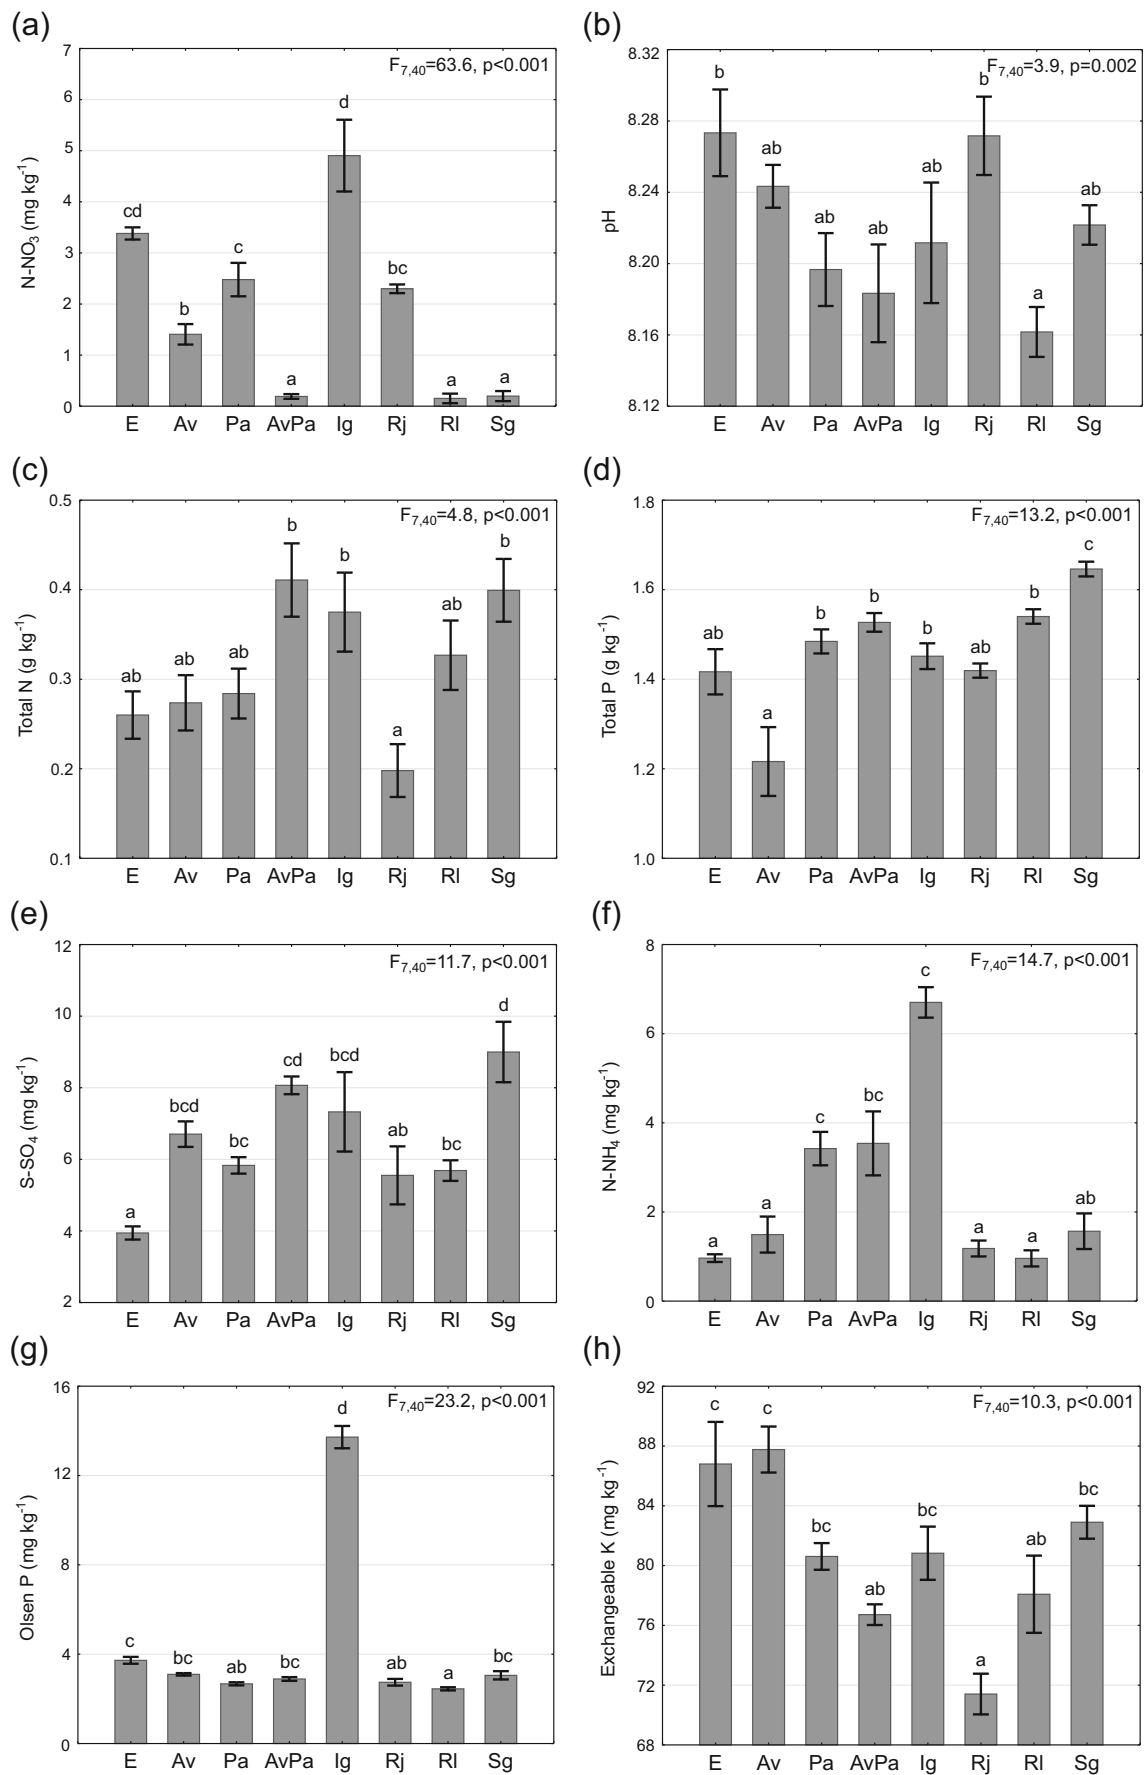 (a)
7
6
5
4
3
2
1
0
N-NO₃ (mg kg⁻¹)
F₇,₄₀=63.6, p<0.001
cd
b
c
a
d
bc
a
a
E Av Pa AvPa Ig Rj Rl Sg
(b)
8.32
8.28
8.24
8.20
8.16
8.12
pH
F₇,₄₀=3.9, p=0.002
b
ab
ab
ab
ab
b
a
ab
E Av Pa AvPa Ig Rj Rl Sg
(c)
0.5
0.4
0.3
0.2
0.1
Total N (g kg⁻¹)
F₇,₄₀=4.8, p<0.001
ab
ab
ab
b
b
a
ab
b
E Av Pa AvPa Ig Rj Rl Sg
(d)
1.8
1.6
1.4
1.2
1.0
Total P (g kg⁻¹)
F₇,₄₀=13.2, p<0.001
ab
a
b
b
b
ab
b
c
E Av Pa AvPa Ig Rj Rl Sg
(e)
12
10
8
6
4
2
S-SO₄ (mg kg⁻¹)
F₇,₄₀=11.7, p<0.001
a
bcd
bc
cd
bcd
ab
bc
d
E Av Pa AvPa Ig Rj Rl Sg
(f)
8
6
4
2
0
N-NH₄ (mg kg⁻¹)
F₇,₄₀=14.7, p<0.001
a
a
c
bc
c
a
a
ab
E Av Pa AvPa Ig Rj Rl Sg
(g)
16
12
8
4
0
Olsen P (mg kg⁻¹)
F₇,₄₀=23.2, p<0.001
c
bc
ab
bc
d
ab
a
bc
E Av Pa AvPa Ig Rj Rl Sg
(h)
92
88
84
80
76
72
68
Exchangeable K (mg kg⁻¹)
F₇,₄₀=10.3, p<0.001
c
c
bc
ab
bc
a
ab
bc
E Av Pa AvPa Ig Rj Rl Sg